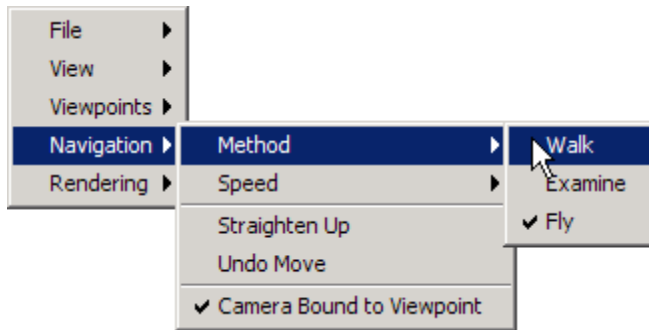 File
View
Viewpoints
Navigation
Rendering
Method
Speed
Straighten Up
Undo Move
Camera Bound to Viewpoint
Walk
Examine
Fly